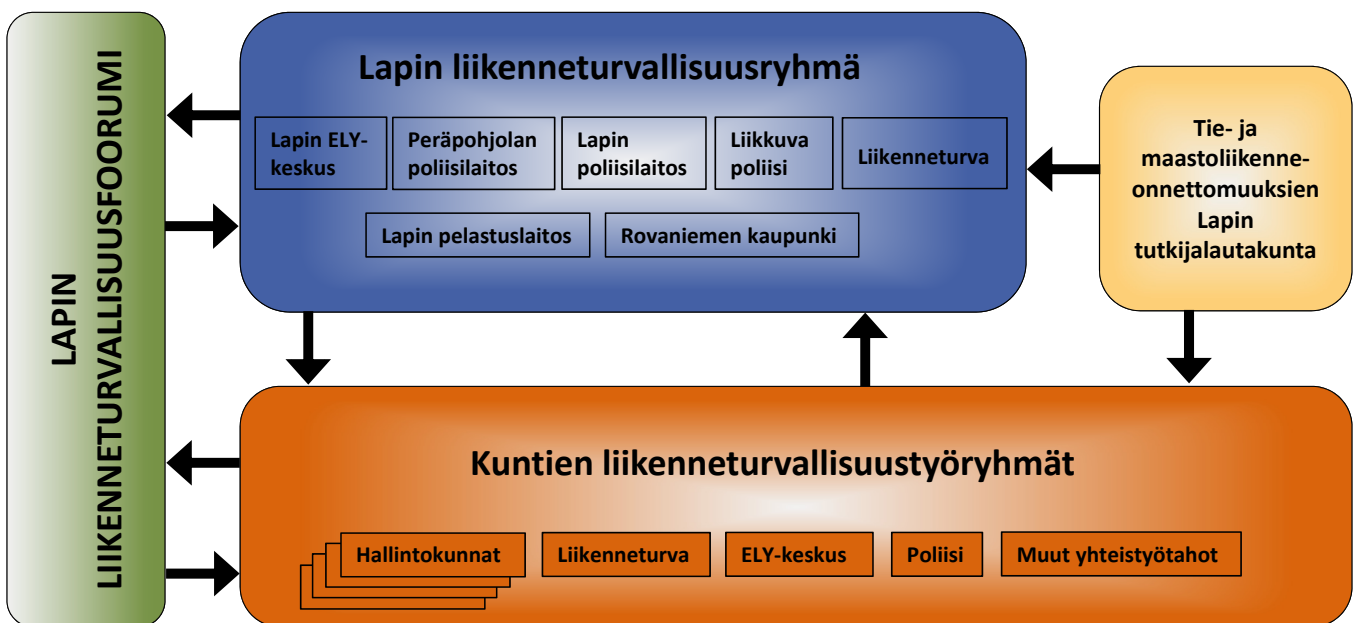 LAPIN
LIIKENNETURVALLISUUSFOORUMI
Lapin liikenneturvallisuusryhmä
Lapin ELY-
keskus
Peräpohjolan
poliisilaitos
Lapin
poliisilaitos
Liikkuva
poliisi
Liikenneturva
Lapin pelastuslaitos
Rovaniemen kaupunki
Tie- ja
maastoliikenne-
onnettomuuksien
Lapin
tutkijalautakunta
Kuntien liikenneturvallisuustyöryhmät
Hallintokunnat
Liikenneturva
ELY-keskus
Poliisi
Muut yhteistyötahot